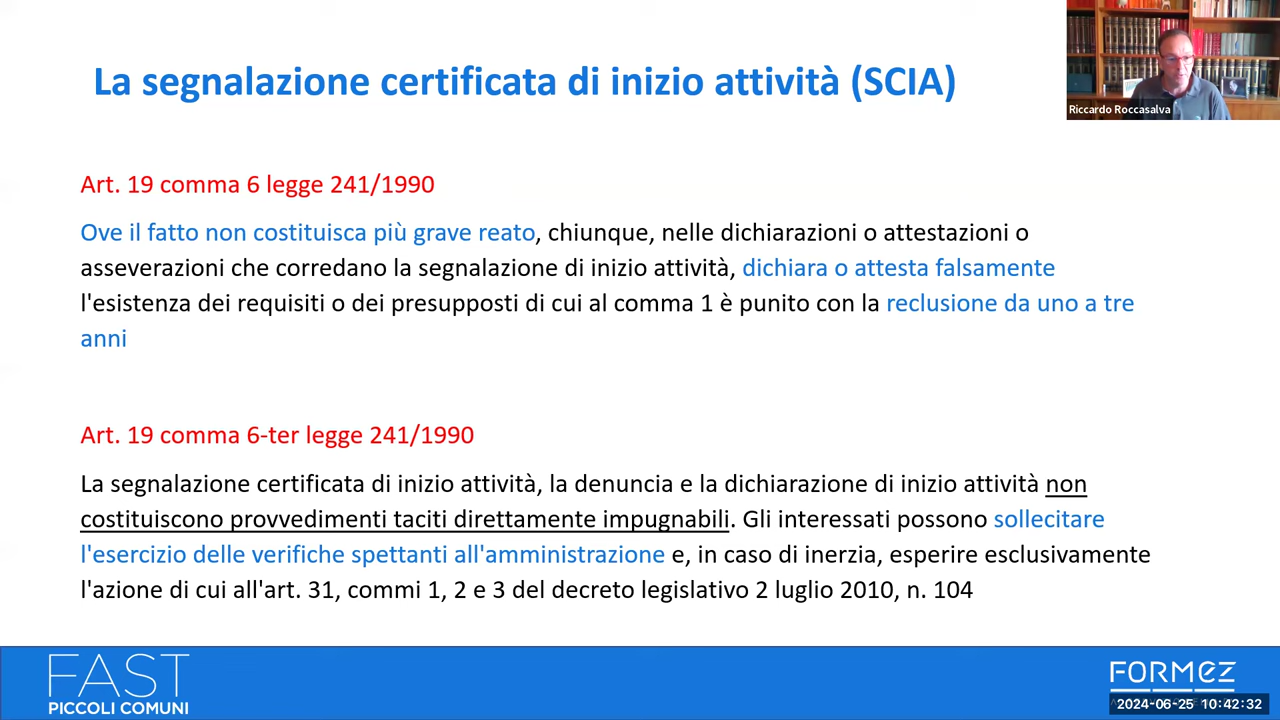 La segnalazione certificata di inizio attività (SCIA)
Riccardo Roccasalva
Art. 19 comma 6 legge 241/1990
Ove il fatto non costituisca più grave reato, chiunque, nelle dichiarazioni o attestazioni o
asseverazioni che corredano la segnalazione di inizio attività, dichiara o attesta falsamente
l'esistenza dei requisiti o dei presupposti di cui al comma 1 è punito con la reclusione da uno a tre
anni
Art. 19 comma 6-ter legge 241/1990
La segnalazione certificata di inizio attività, la denuncia e la dichiarazione di inizio attività non
costituiscono provvedimenti taciti direttamente impugnabili. Gli interessati possono sollecitare
l'esercizio delle verifiche spettanti all'amministrazione e, in caso di inerzia, esperire esclusivamente
l'azione di cui all'art. 31, commi 1, 2 e 3 del decreto legislativo 2 luglio 2010, n. 104
FAST
PICCOLI COMUNI
FORMEZ
2024-06-25 10:42:32